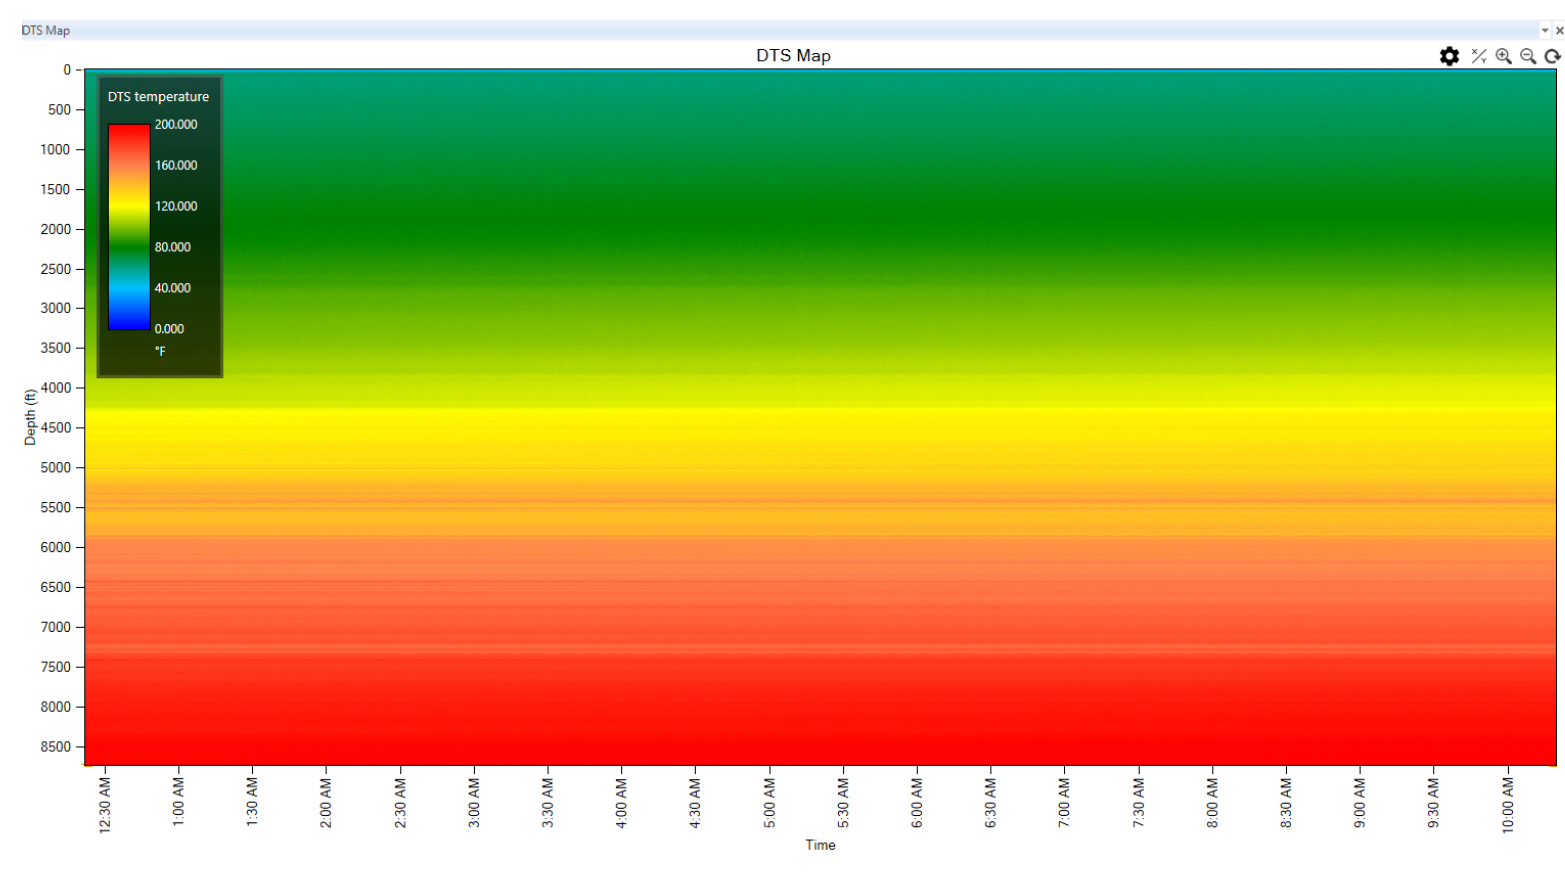 DTS Map
DTS Map
DTS temperature
200.000
160.000
120.000
80.000
40.000
0.000
°F
Depth (ft)
0
500
1000
1500
2000
2500
3000
3500
4000
4500
5000
5500
6000
6500
7000
7500
8000
8500
12:30 AM
1:00 AM
1:30 AM
2:00 AM
2:30 AM
3:00 AM
3:30 AM
4:00 AM
4:30 AM
5:00 AM
5:30 AM
6:00 AM
6:30 AM
7:00 AM
7:30 AM
8:00 AM
8:30 AM
9:00 AM
9:30 AM
10:00 AM
Time